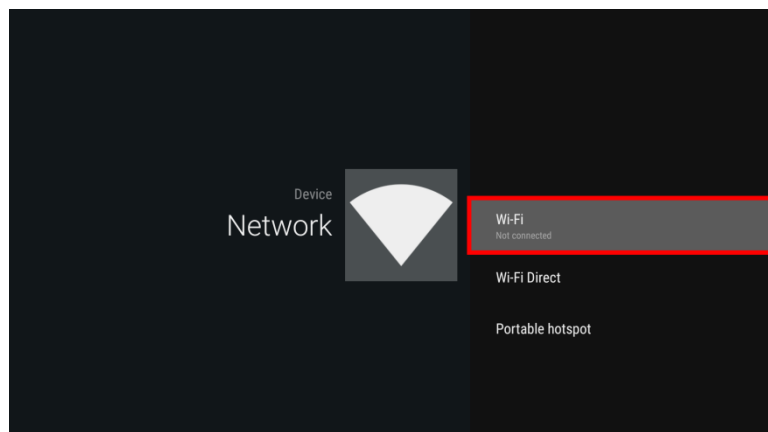 Device
Network
Wi-Fi
Not connected
Wi-Fi Direct
Portable hotspot